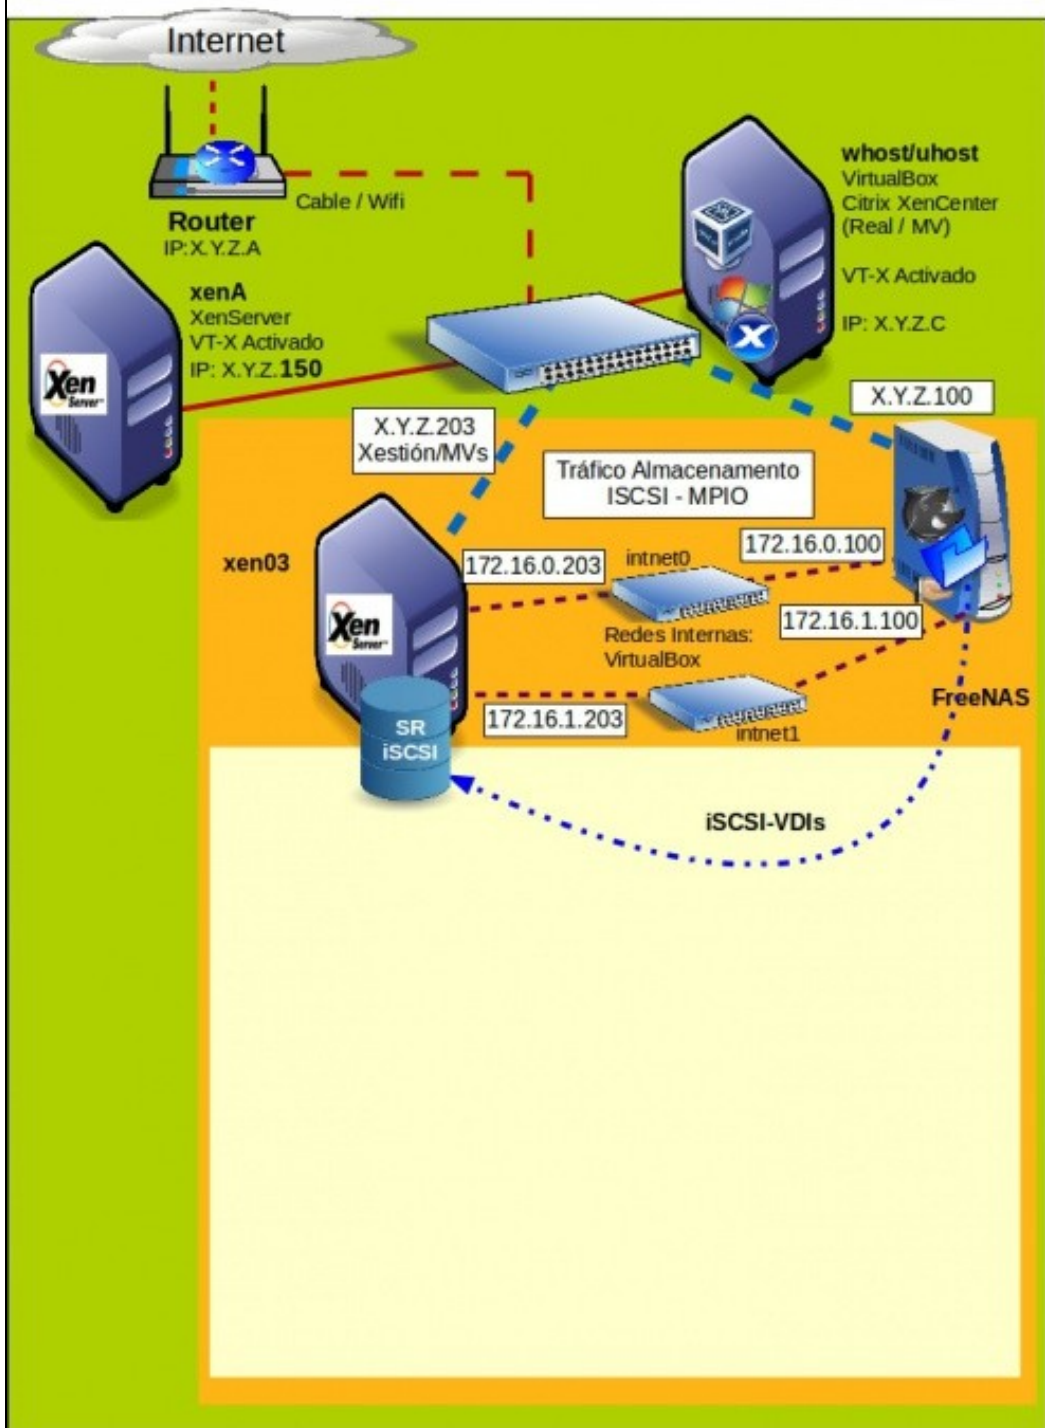 Internet
Cable / Wifi
Router
IP:X.Y.Z.A
whost/uhost
VirtualBox
Citrix XenCenter
(Real / MV)
VT-X Activado
IP: X.Y.Z.C
xenA
XenServer
VT-X Activado
IP: X.Y.Z.150
Xen
Server
X.Y.Z.203
Xestión/MVs
X.Y.Z.100
Tráfico Almacenamento
ISCSI - MPIO
xen03
172.16.0.203
intnet0
172.16.0.100
Xen
Server
Redes Internas:
VirtualBox
172.16.1.100
172.16.1.203
intnet1
FreeNAS
SR
iSCSI
iSCSI-VDIs